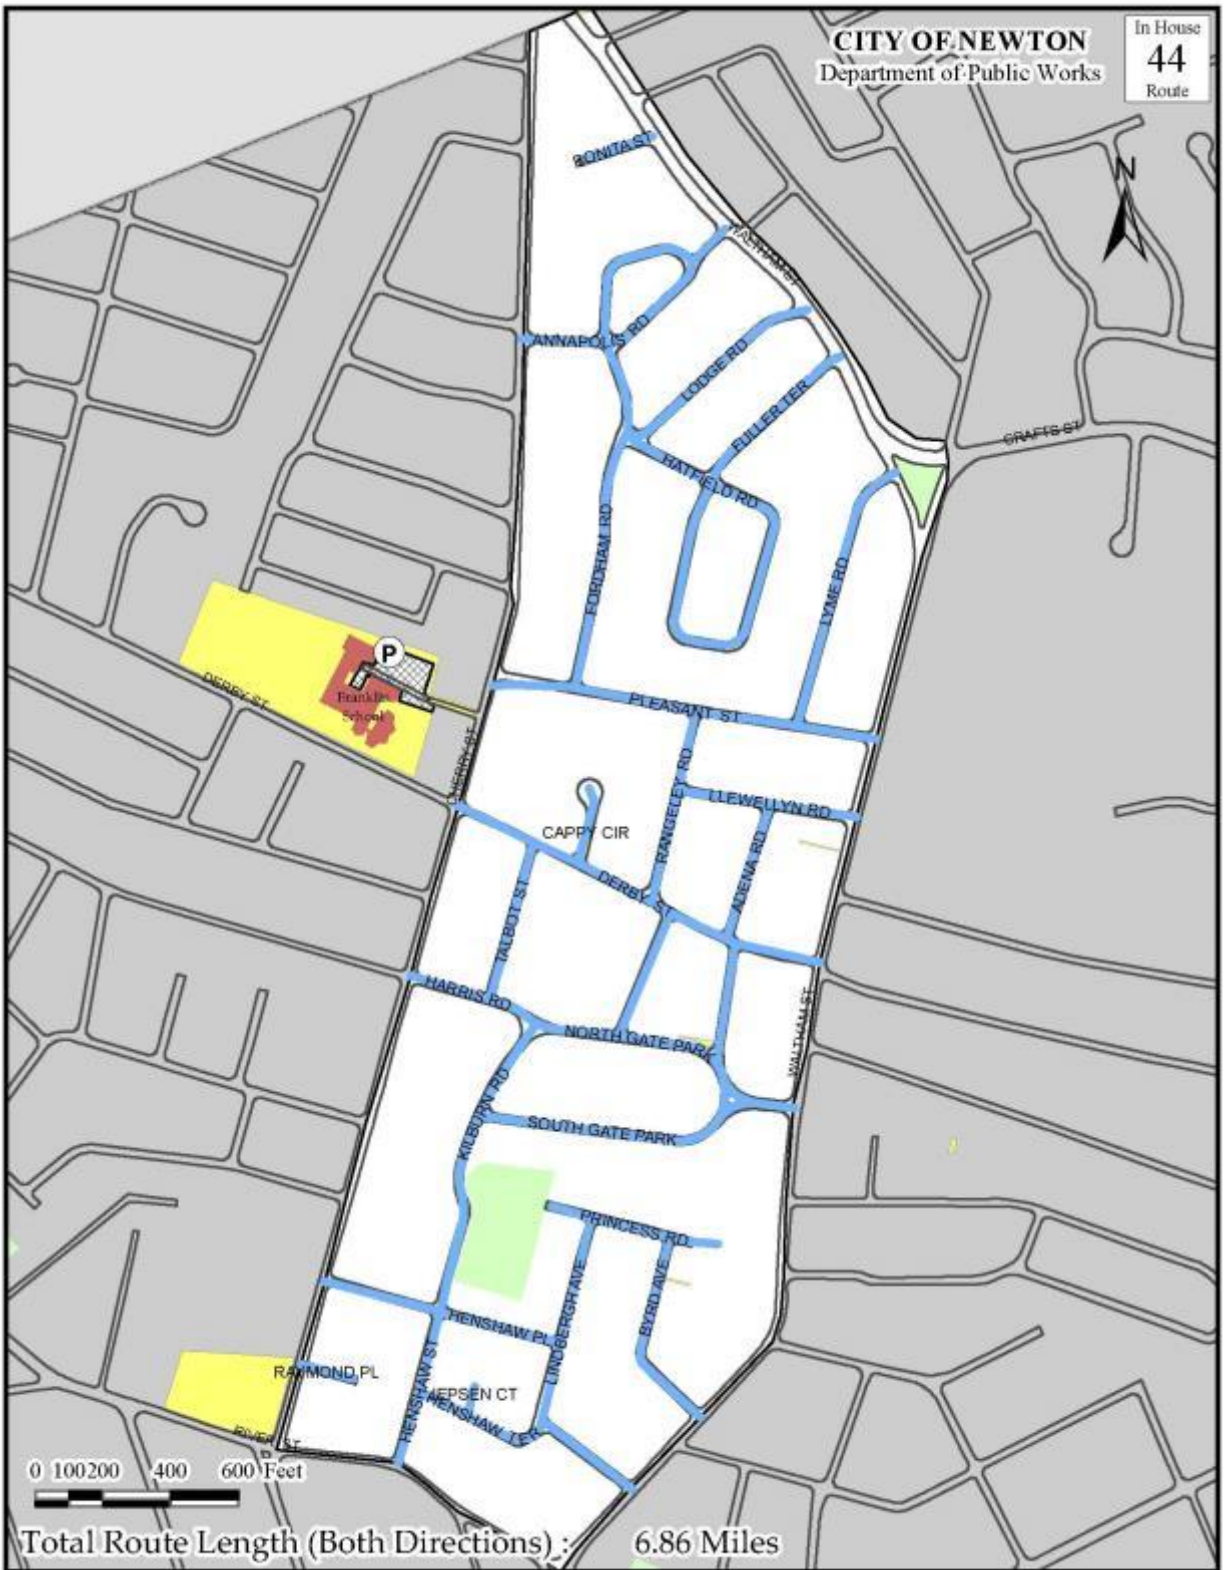 CITY OF NEWTON
Department of Public Works
In House
44
Route
N
BONITA ST
WALTHAM ST
ANNAPOLIS RD
LODGE RD
FULLER TER
CRAFTS ST
HATFIELD RD
FORDHAM RD
LYME RD
P
Franklin
School
DERBY ST
PLEASANT ST
CHERRY ST
RANGELEY RD
LLEWELLYN RD
CAPPY CIR
ADENA RD
DERBY ST
TALBOT ST
HARRIS RD
NORTH GATE PARK
WALTHAM ST
KILBURN RD
SOUTH GATE PARK
PRINCESS RD
LINDBERGH AVE
BYRD AVE
HENSHAW PL
RAYMOND PL
HENSHAW ST
JEPSEN CT
HENSHAW TER
RIVER ST
0 100200 400 600 Feet
Total Route Length (Both Directions) : 6.86 Miles